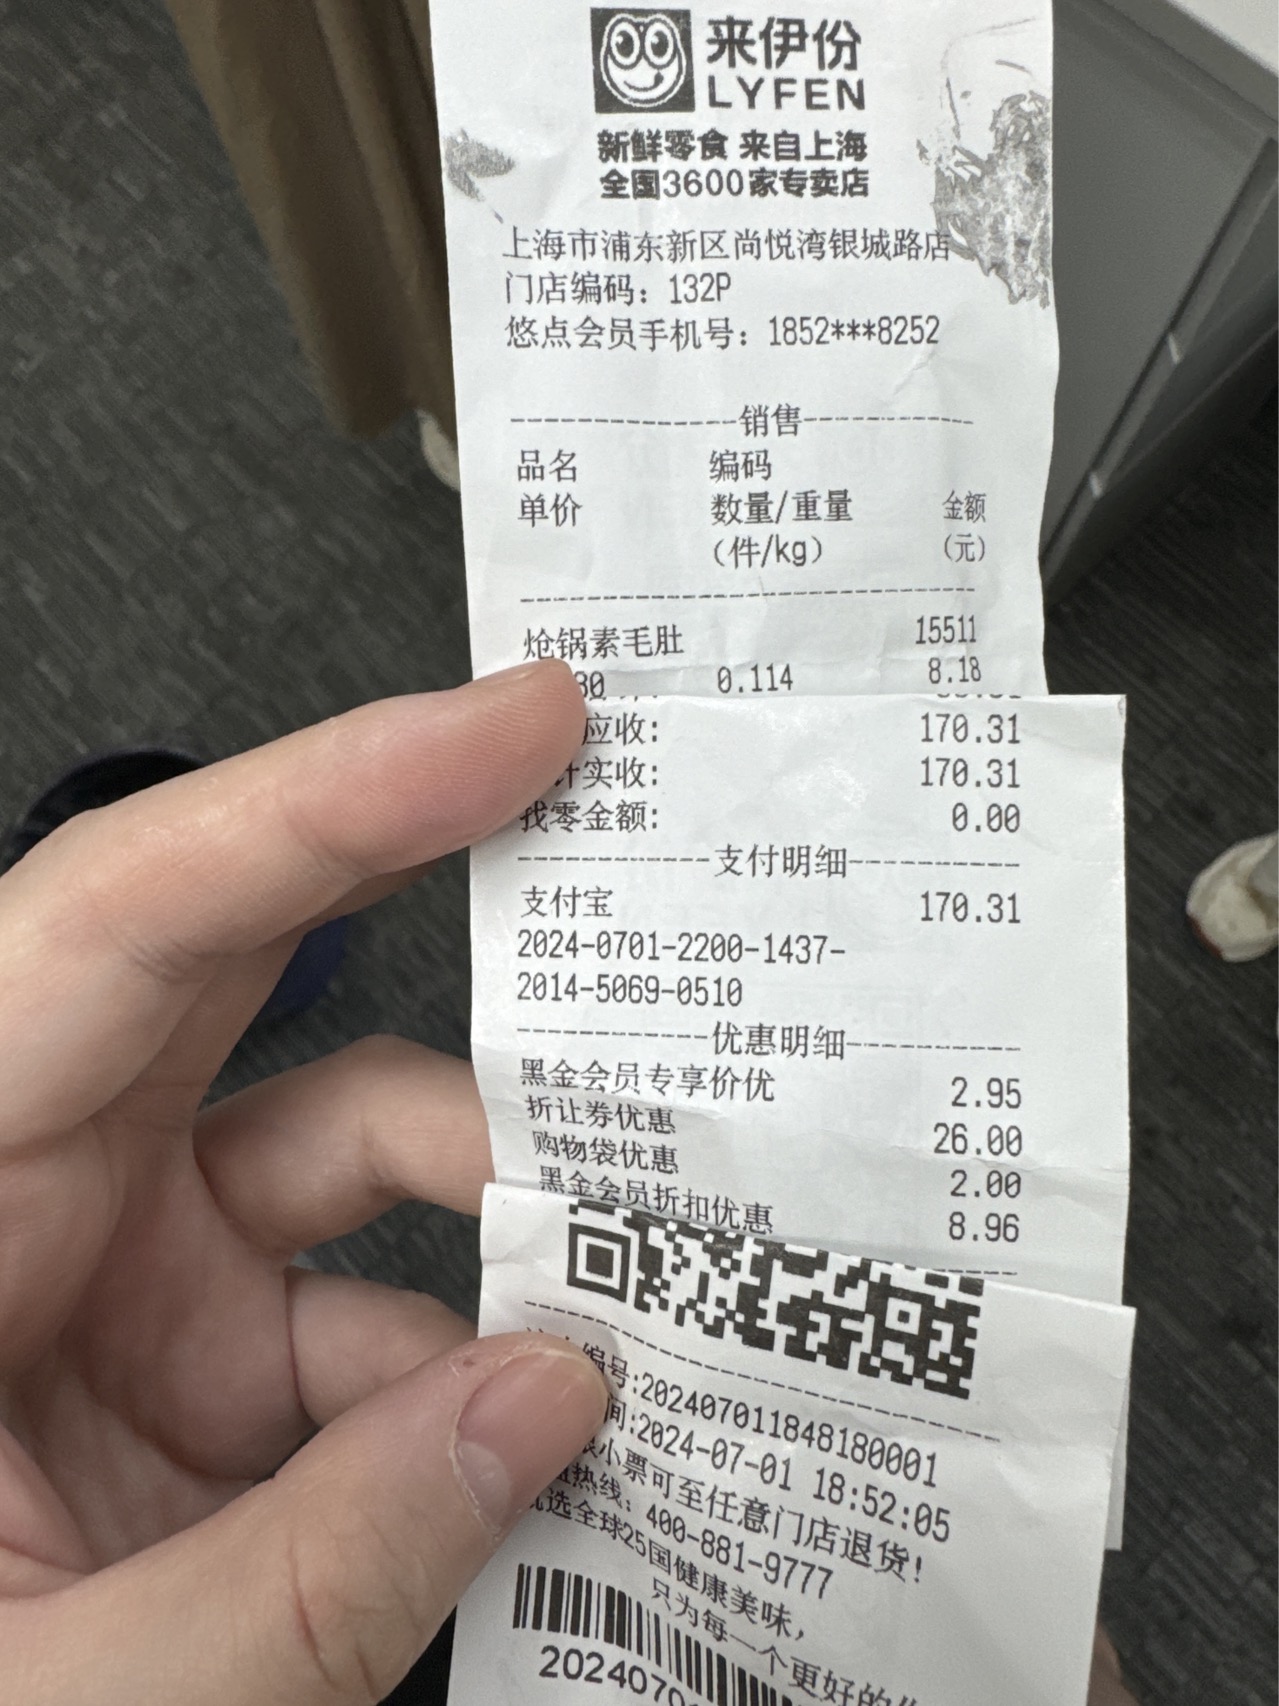 来伊份
LYFEN
新鲜零食 来自上海
全国3600家专卖店
上海市浦东新区尚悦湾银城路店
门店编码：132P
悠点会员手机号：1852***8252
销售
品名 编码
单价 数量/重量 金额
（件/kg） （元）
炝锅素毛肚 15511
80 0.114 8.18
应收: 170.31
计实收: 170.31
找零金额: 0.00
支付明细
支付宝 170.31
2024-0701-2200-1437-
2014-5069-0510
优惠明细
黑金会员专享价优 2.95
折让券优惠 26.00
购物袋优惠 2.00
黑金会员折扣优惠 8.96
编号:202407011848180001
间:2024-07-01 18:52:05
小票可至任意门店退货!
热线: 400-881-9777
选全球25国健康美味,
只为每一个更好的
2024070